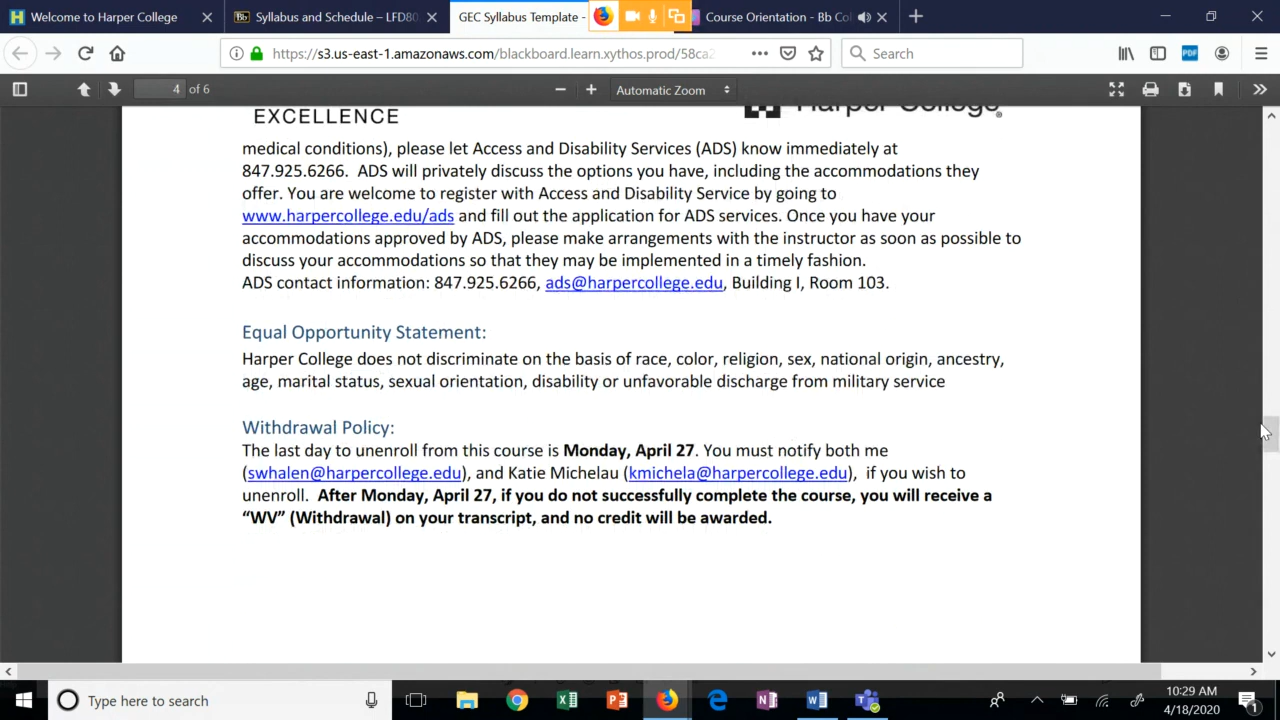 Welcome to Harper College
Syllabus and Schedule – LFD80
GEC Syllabus Template -
Course Orientation - Bb Col
https://s3.us-east-1.amazonaws.com/blackboard.learn.xythos.prod/58ca2
Search
4 of 6
Automatic Zoom
EXCELLENCE
Harper College®
medical conditions), please let Access and Disability Services (ADS) know immediately at
847.925.6266. ADS will privately discuss the options you have, including the accommodations they
offer. You are welcome to register with Access and Disability Service by going to
www.harpercollege.edu/ads and fill out the application for ADS services. Once you have your
accommodations approved by ADS, please make arrangements with the instructor as soon as possible to
discuss your accommodations so that they may be implemented in a timely fashion.
ADS contact information: 847.925.6266, ads@harpercollege.edu, Building I, Room 103.
Equal Opportunity Statement:
Harper College does not discriminate on the basis of race, color, religion, sex, national origin, ancestry,
age, marital status, sexual orientation, disability or unfavorable discharge from military service
Withdrawal Policy:
The last day to unenroll from this course is Monday, April 27. You must notify both me
(swhalen@harpercollege.edu), and Katie Michelau (kmichela@harpercollege.edu), if you wish to
unenroll. After Monday, April 27, if you do not successfully complete the course, you will receive a
“WV” (Withdrawal) on your transcript, and no credit will be awarded.
Type here to search
10:29 AM
4/18/2020